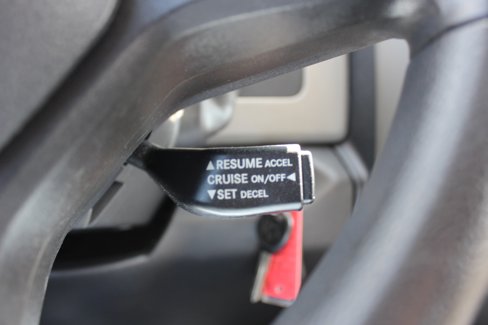 ▲RESUME ACCEL
CRUISE ON/OFF◀
▼SET DECEL